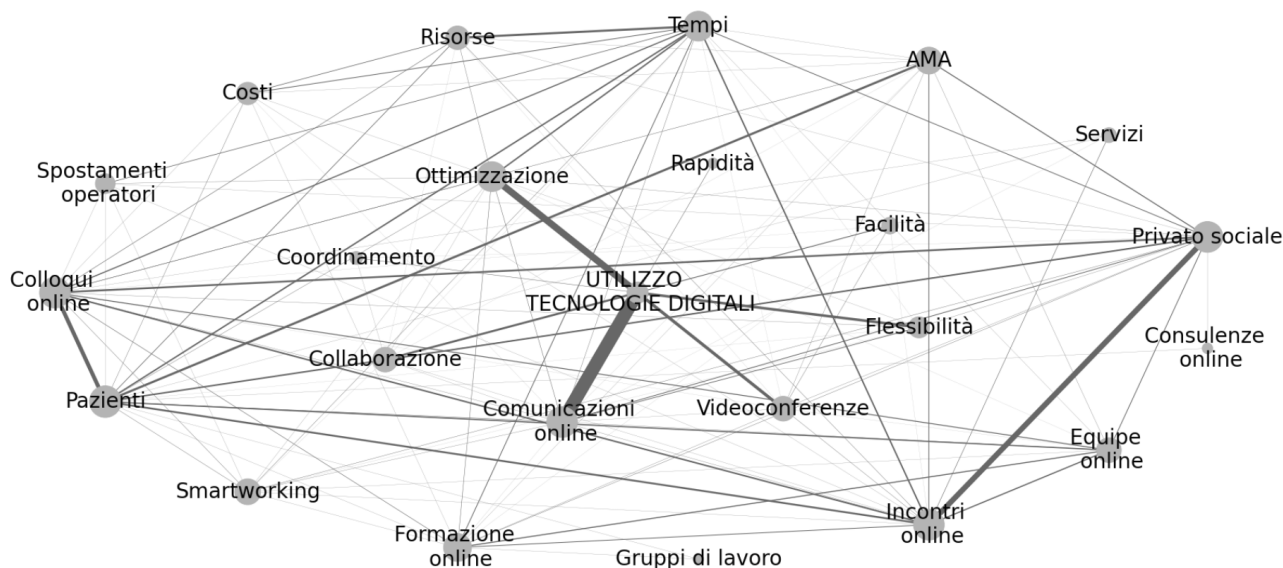 Tempi
Risorse
AMA
Costi
Servizi
Rapidità
Spostamenti
operatori
Ottimizzazione
Facilità
Privato sociale
Coordinamento
Colloqui
online
UTILIZZO
TECNOLOGIE DIGITALI
Flessibilità
Consulenze
online
Collaborazione
Pazienti
Comunicazioni
online
Videoconferenze
Equipe
online
Smartworking
Incontri
online
Formazione
online
Gruppi di lavoro